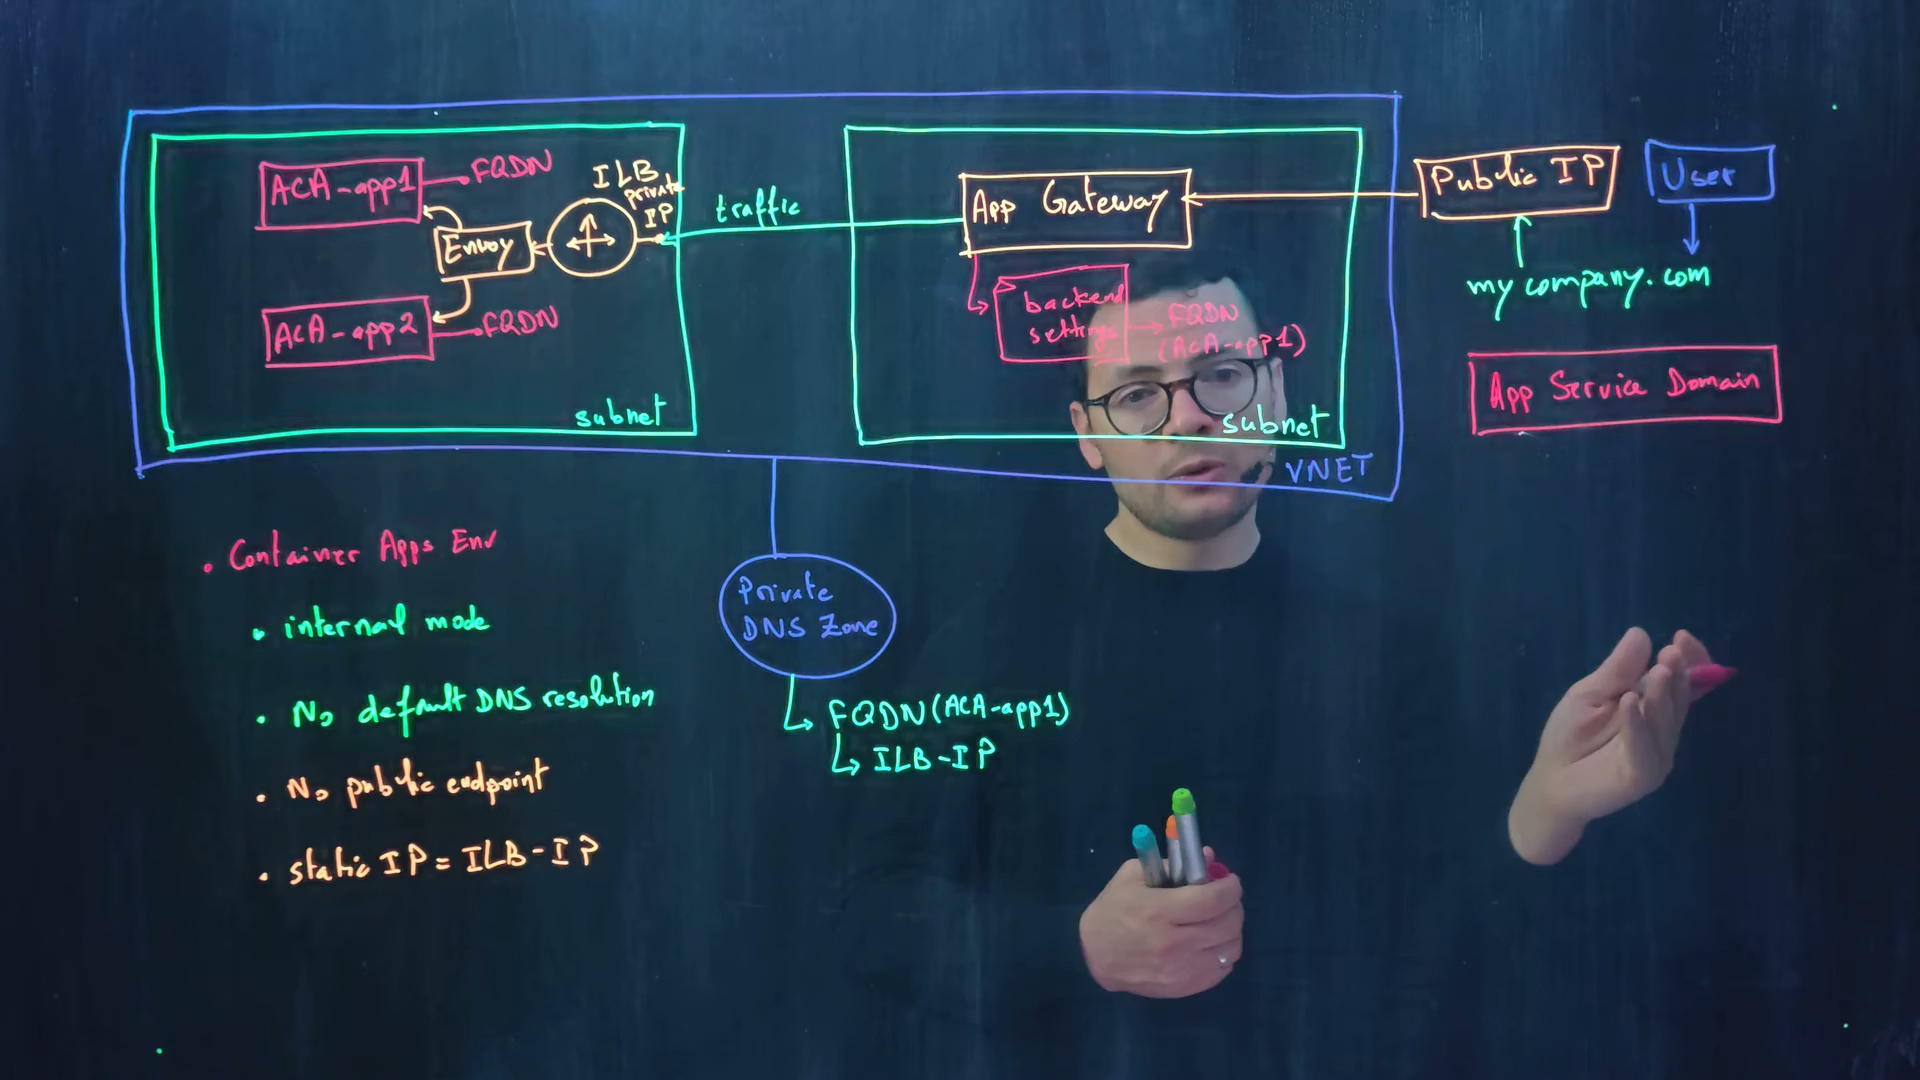 ACA-app1
FQDN
ILB
private
IP
Envoy
ACA-app2
FQDN
subnet
traffic
App Gateway
backend
settings
FQDN
(ACA-app1)
subnet
VNET
Public IP
User
mycompany.com
App Service Domain
• Container Apps Env
• internal mode
• No default DNS resolution
• No public endpoint
• static IP = ILB-IP
Private
DNS Zone
FQDN(ACA-app1)
ILB-IP